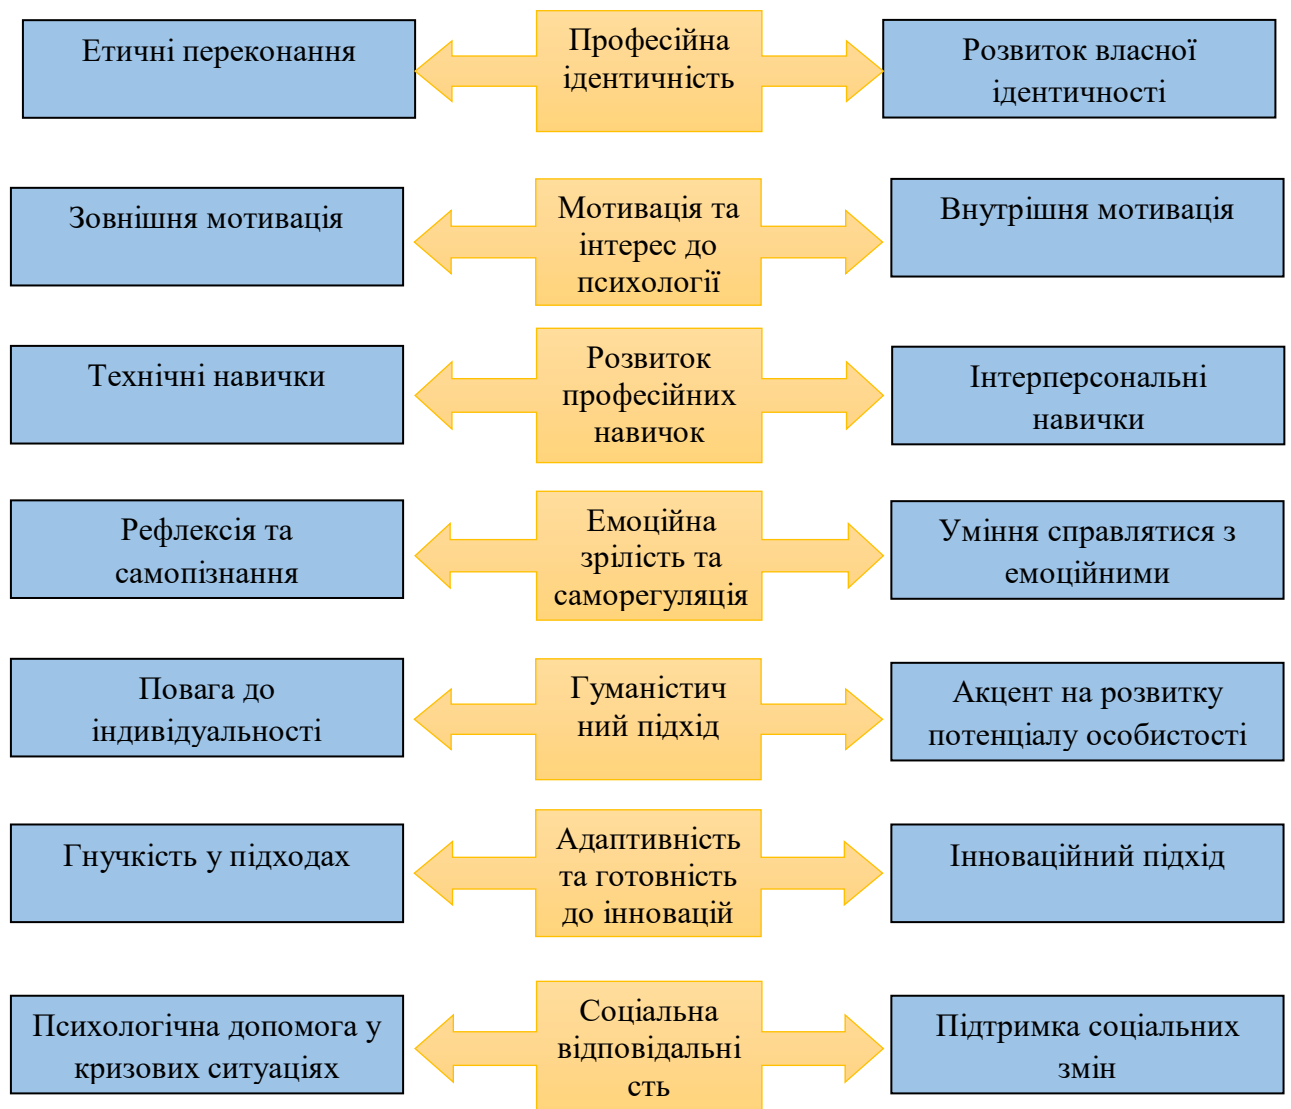 Етичні переконання
Професійна
ідентичність
Розвиток власної
ідентичності
Зовнішня мотивація
Мотивація та
інтерес до
психології
Внутрішня мотивація
Технічні навички
Розвиток
професійних
навичок
Інтерперсональні
навички
Рефлексія та
самопізнання
Емоційна
зрілість та
саморегуляція
Уміння справлятися з
емоційними
Повага до
індивідуальності
Гуманістич
ний підхід
Акцент на розвитку
потенціалу особистості
Гнучкість у підходах
Адаптивність
та готовність
до інновацій
Інноваційний підхід
Психологічна допомога у
кризових ситуаціях
Соціальна
відповідальні
сть
Підтримка соціальних
змін